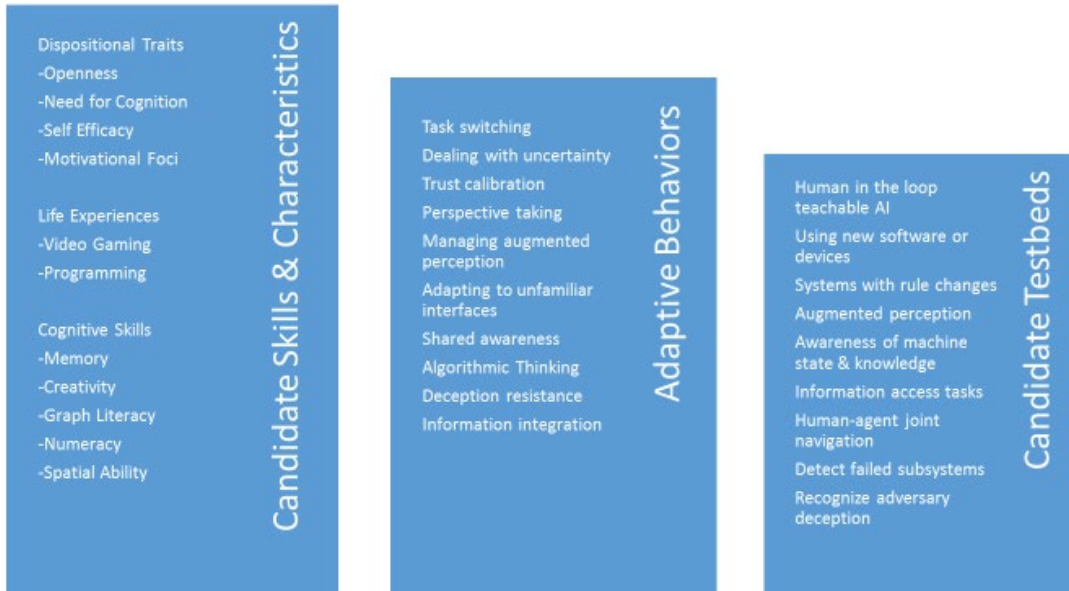 Dispositional Traits
-Openness
-Need for Cognition
-Self Efficacy
-Motivational Foci
Life Experiences
-Video Gaming
-Programming
Cognitive Skills
-Memory
-Creativity
-Graph Literacy
-Numeracy
-Spatial Ability
Candidate Skills & Characteristics
Task switching
Dealing with uncertainty
Trust calibration
Perspective taking
Managing augmented
perception
Adapting to unfamiliar
interfaces
Shared awareness
Algorithmic Thinking
Deception resistance
Information integration
Adaptive Behaviors
Human in the loop
teachable AI
Using new software or
devices
Systems with rule changes
Augmented perception
Awareness of machine
state & knowledge
Information access tasks
Human-agent joint
navigation
Detect failed subsystems
Recognize adversary
deception
Candidate Testbeds